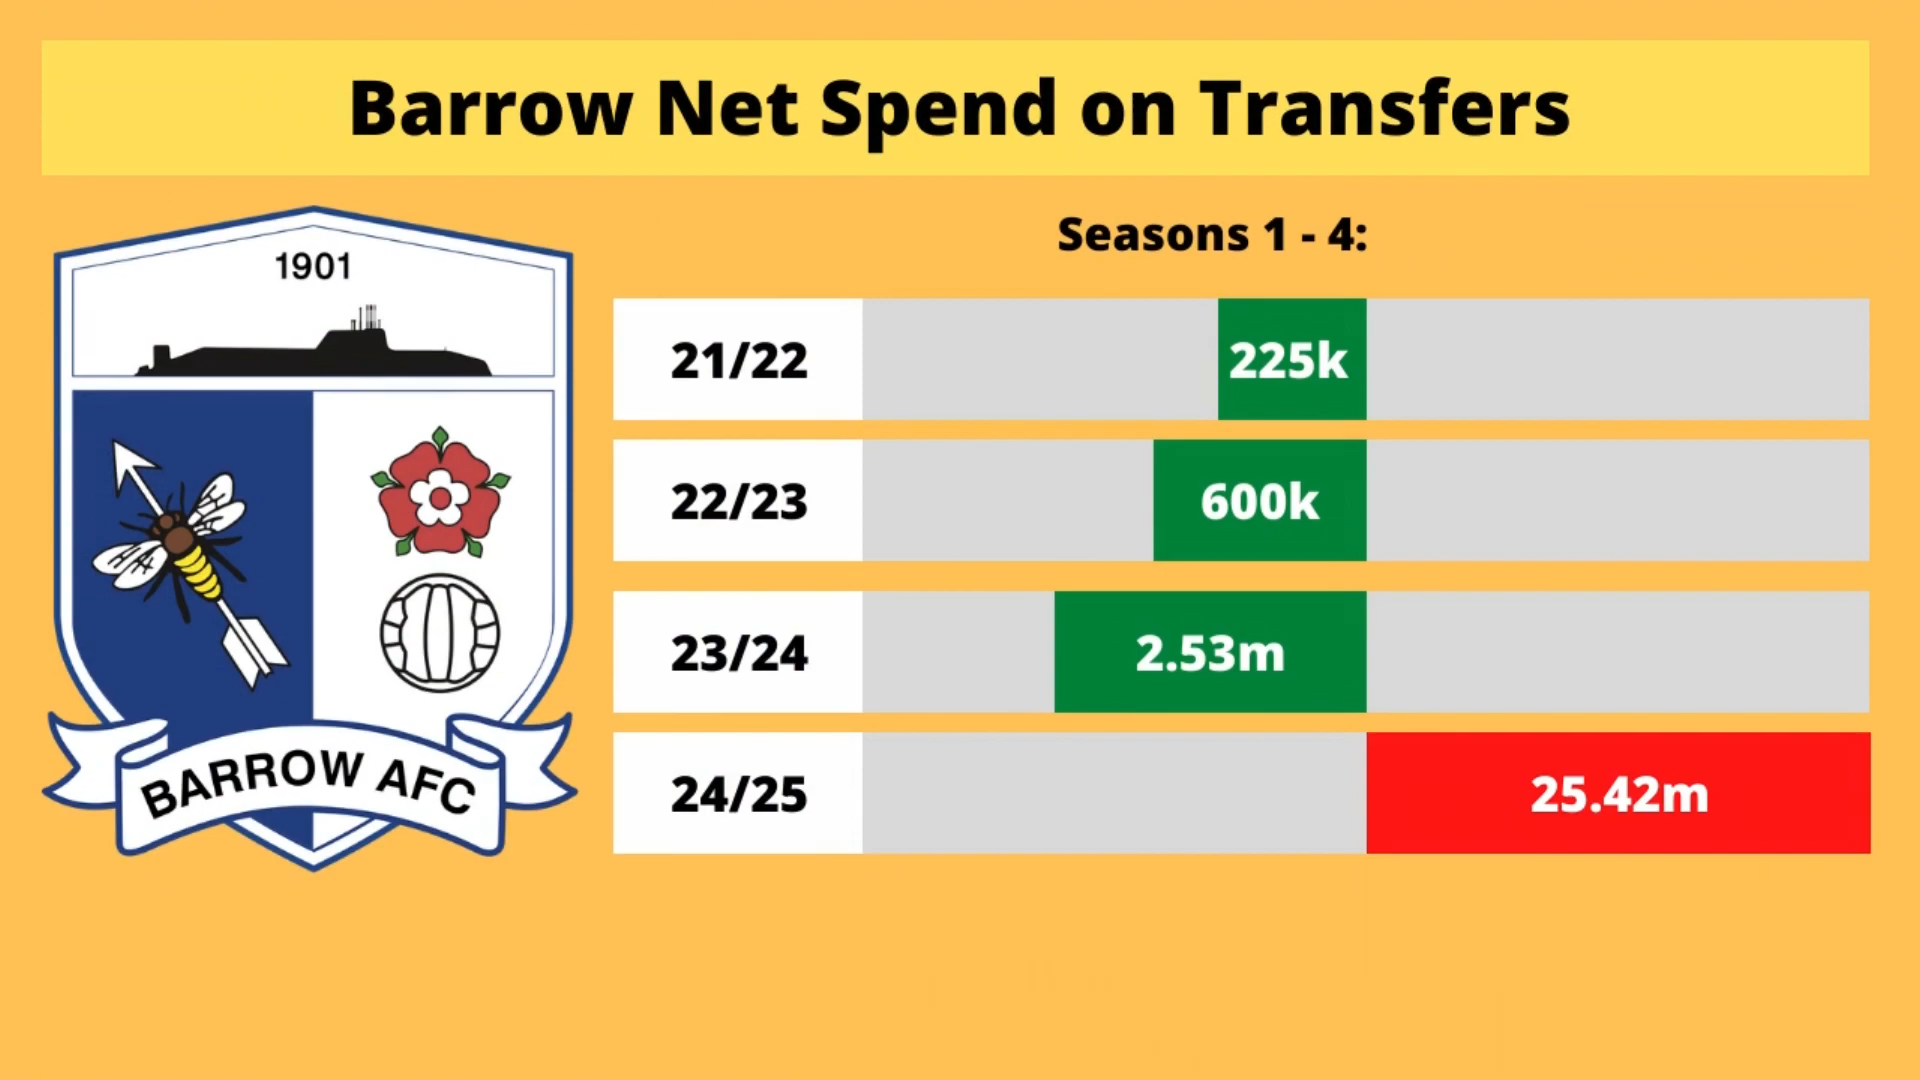 Barrow Net Spend on Transfers
Seasons 1 - 4:
1901
BARROW AFC
21/22 225k
22/23 600k
23/24 2.53m
24/25 25.42m